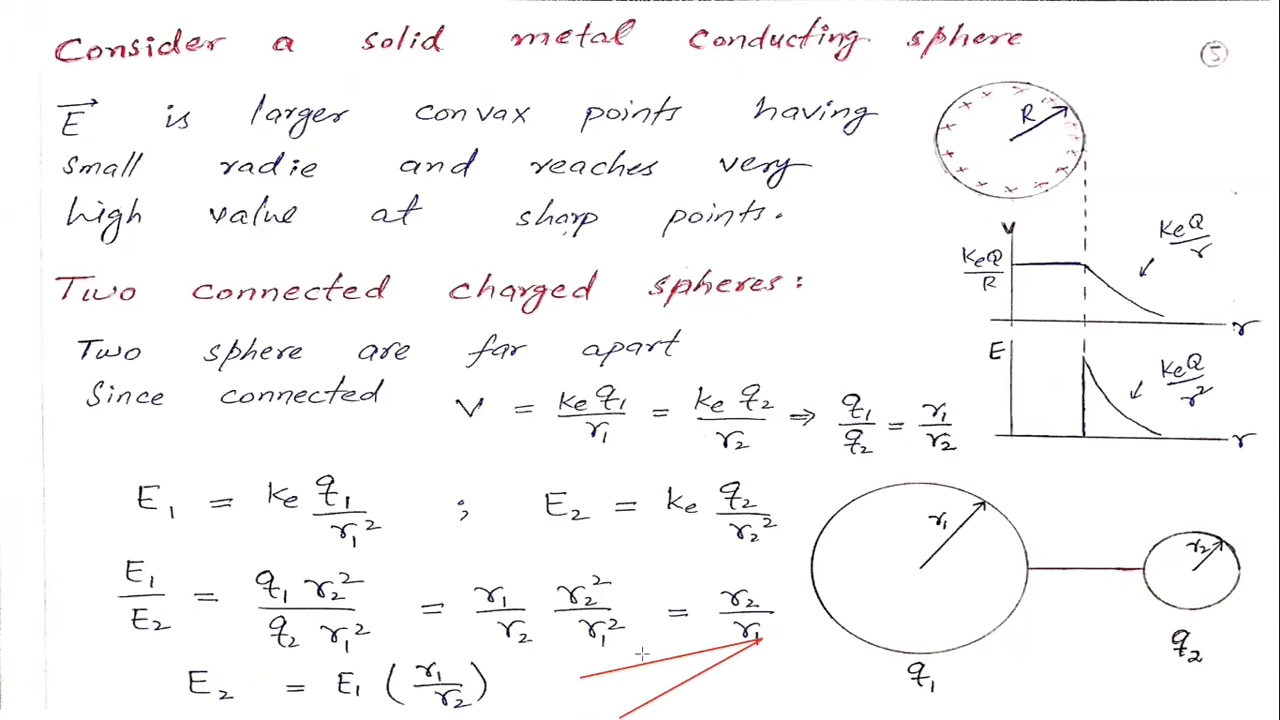 Consider a solid metal conducting sphere
⑤
E⃗ is larger convax points having
small radie and reaches very
high value at sharp points.
R
V
KeQ/R
KeQ/r
r
Two connected charged spheres:
Two sphere are far apart
Since connected V = Ke q₁/r₁ = Ke q₂/r₂ ⇒ q₁/q₂ = r₁/r₂
E
KeQ/r²
r
E₁ = Ke q₁/r₁² ; E₂ = Ke q₂/r₂²
E₁/E₂ = q₁ r₂²/q₂ r₁² = r₁/r₂ r₂²/r₁² = r₂/r₁
E₂ = E₁ (r₁/r₂)
r₁
r₂
q₁
q₂